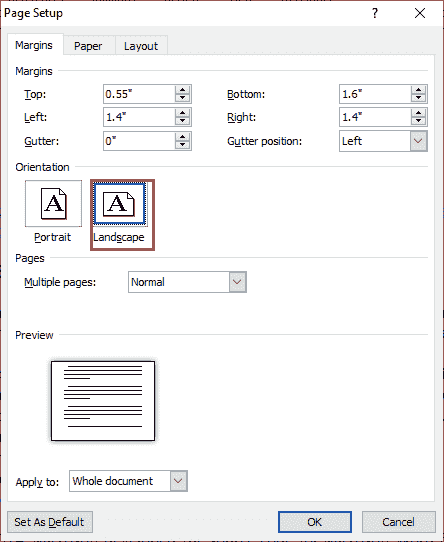 Page Setup ? ×
Margins Paper Layout
Margins
Top: 0.55" Bottom: 1.6"
Left: 1.4" Right: 1.4"
Gutter: 0" Gutter position: Left
Orientation
A A
Portrait Landscape
Pages
Multiple pages: Normal
Preview
Apply to: Whole document
Set As Default OK Cancel